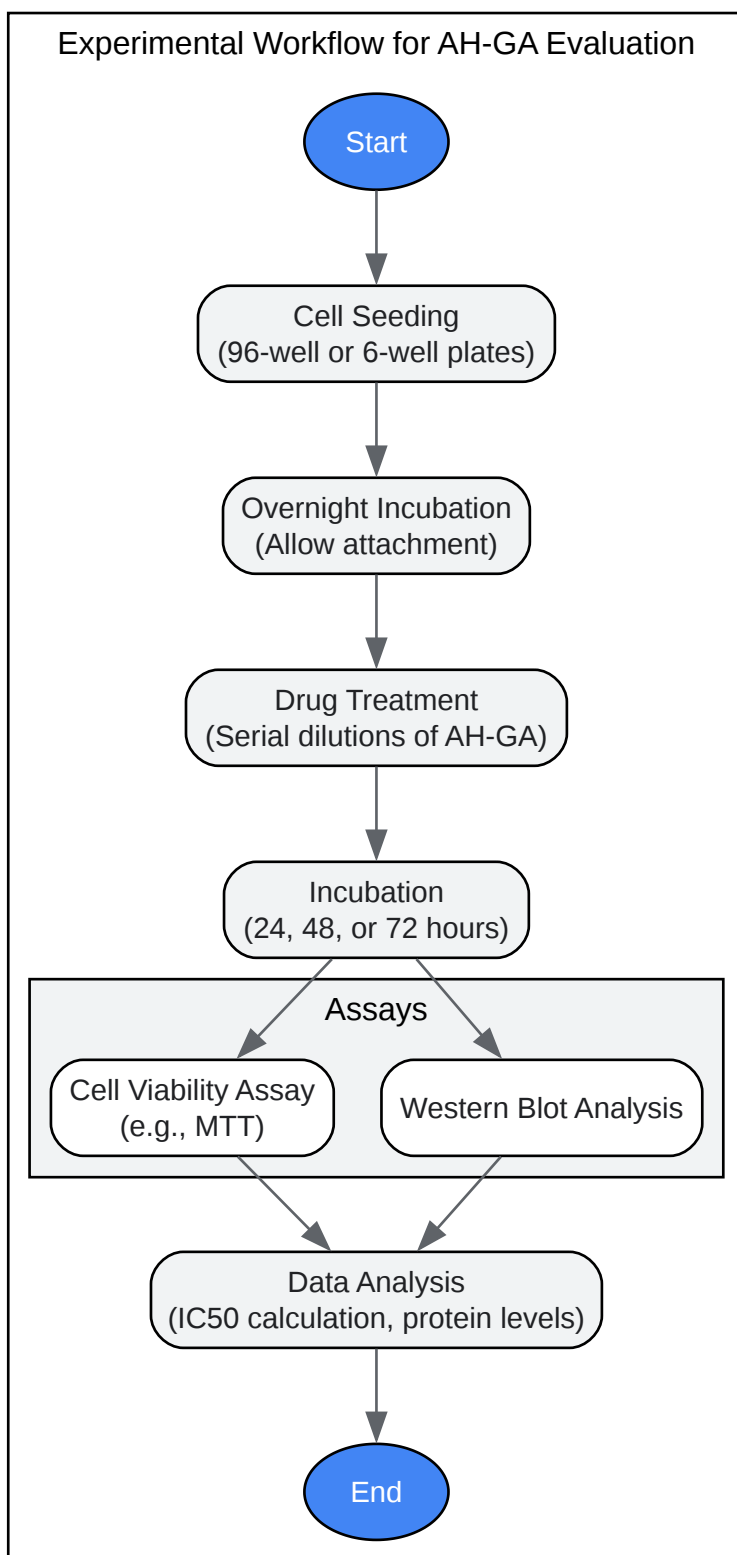 Experimental Workflow for AH-GA Evaluation
Start
Cell Seeding
(96-well or 6-well plates)
Overnight Incubation
(Allow attachment)
Drug Treatment
(Serial dilutions of AH-GA)
Incubation
(24, 48, or 72 hours)
Assays
Cell Viability Assay
(e.g., MTT)
Western Blot Analysis
Data Analysis
(IC50 calculation, protein levels)
End